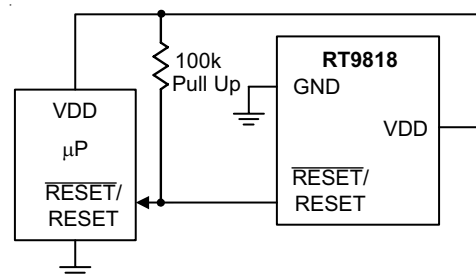 100k
Pull Up
RT9818
GND
VDD
RESET/
RESET
VDD
μP
RESET/
RESET